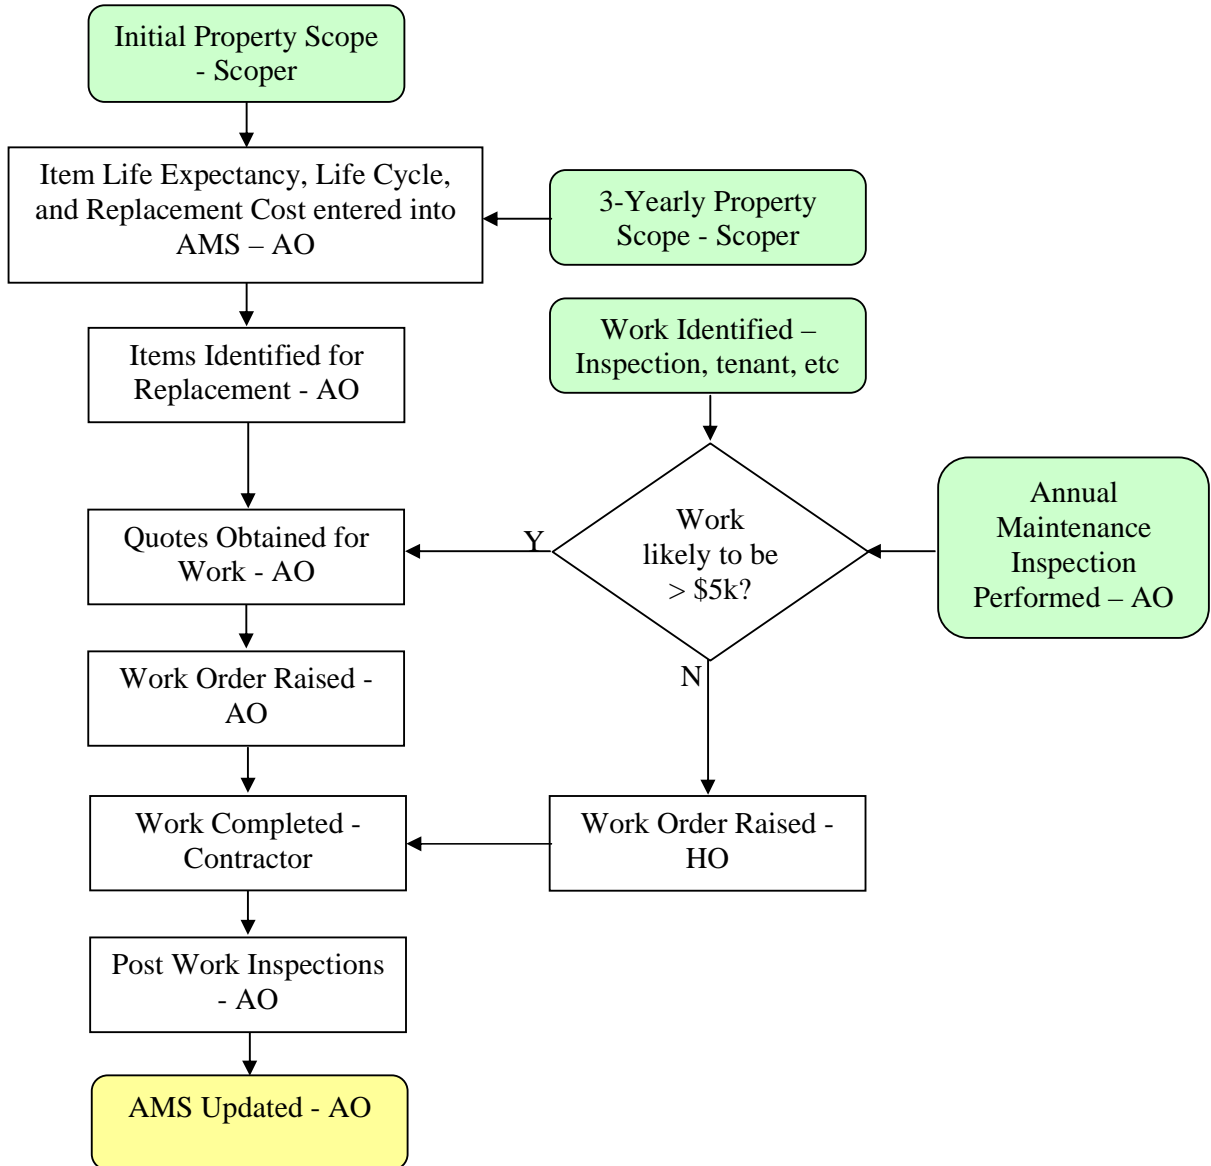 Initial Property Scope
- Scoper
Item Life Expectancy, Life Cycle,
and Replacement Cost entered into
AMS – AO
3-Yearly Property
Scope - Scoper
Work Identified –
Inspection, tenant, etc
Items Identified for
Replacement - AO
Annual
Maintenance
Inspection
Performed – AO
Work
likely to be
> $5k?
Y
Quotes Obtained for
Work - AO
N
Work Order Raised -
AO
Work Completed -
Contractor
Work Order Raised -
HO
Post Work Inspections
- AO
AMS Updated - AO